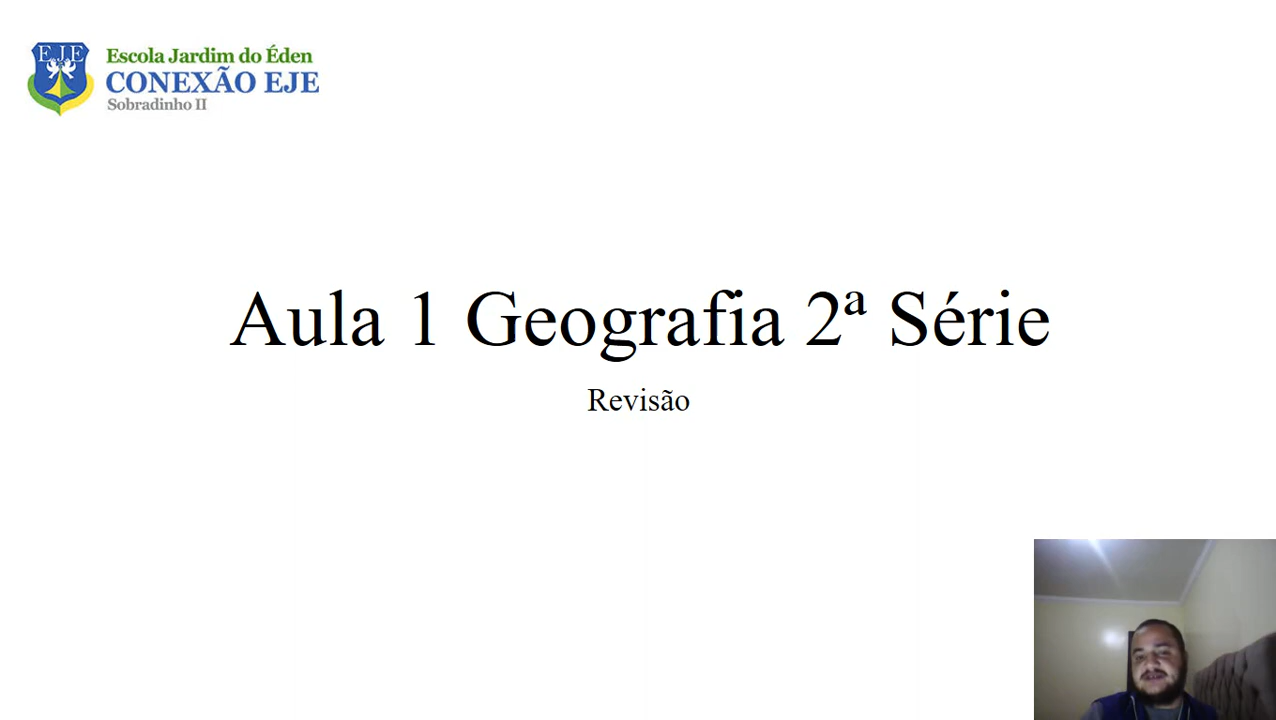 EJE
Escola Jardim do Éden
CONEXÃO EJE
Sobradinho II
Aula 1 Geografia 2ª Série
Revisão